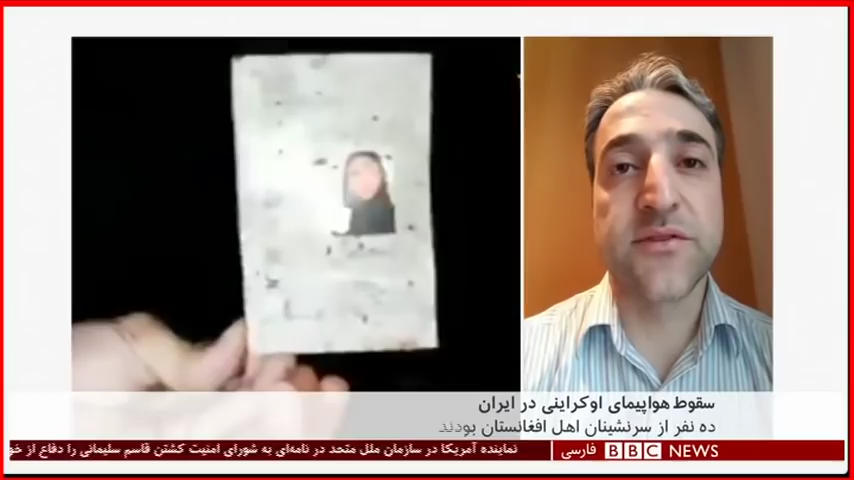 سقوط هواپیمای اوکراینی در ایران
ده نفر از سرنشینان اهل افغانستان بودند
BBC NEWS فارسی
نماینده آمریکا در سازمان ملل متحد در نامه‌ای به شورای امنیت کشتن قاسم سلیمانی را دفاع از خو